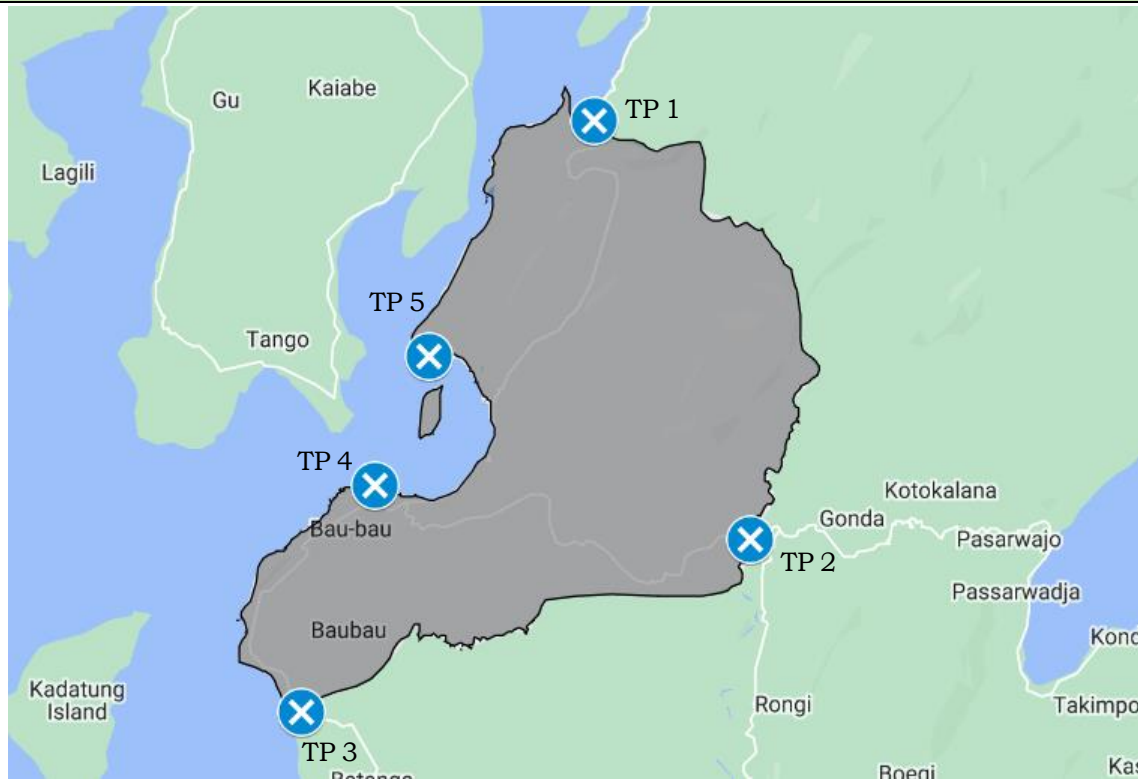 Kaiabe
Gu
TP 1
Lagili
TP 5
Tango
TP 4
Kotokalana
Gonda
Bau-bau
Pasarwajo
TP 2
Passarwadja
Baubau
Kadatung
Island
Rongi
Takimpo
TP 3
Boegi